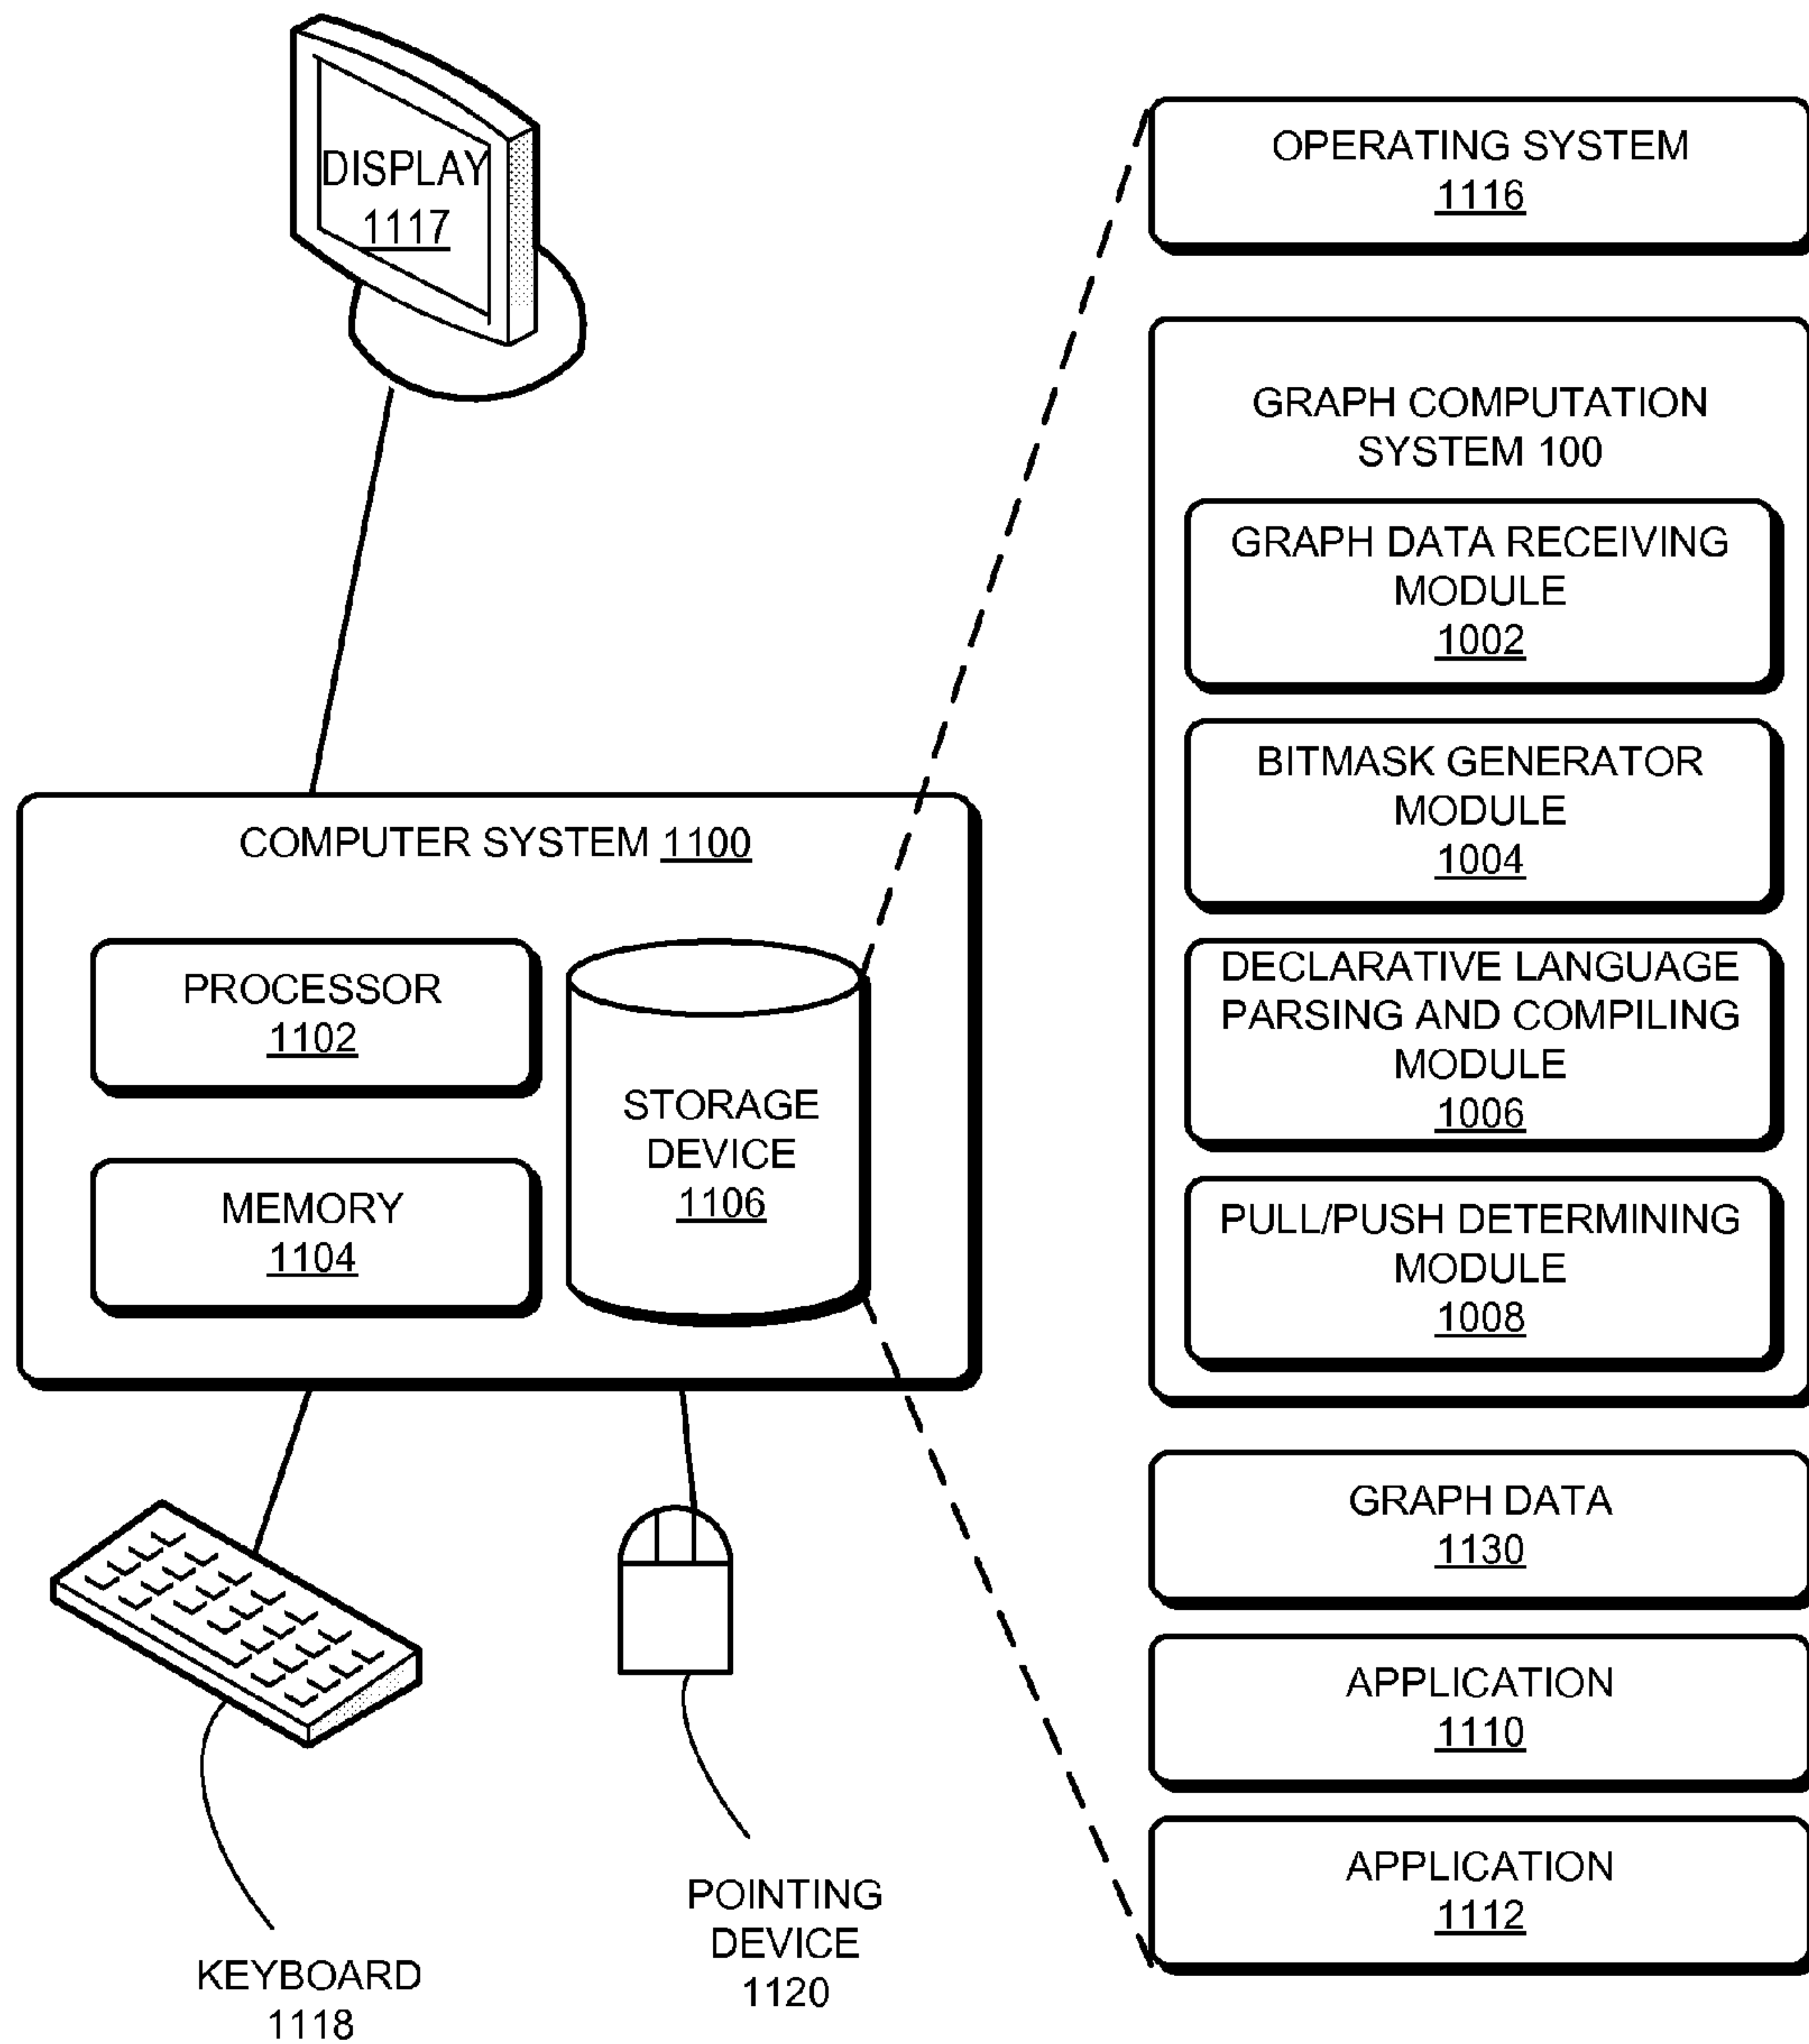 DISPLAY
1117
COMPUTER SYSTEM 1100
PROCESSOR
1102
MEMORY
1104
STORAGE
DEVICE
1106
KEYBOARD
1118
POINTING
DEVICE
1120
OPERATING SYSTEM
1116
GRAPH COMPUTATION
SYSTEM 100
GRAPH DATA RECEIVING
MODULE
1002
BITMASK GENERATOR
MODULE
1004
DECLARATIVE LANGUAGE
PARSING AND COMPILING
MODULE
1006
PULL/PUSH DETERMINING
MODULE
1008
GRAPH DATA
1130
APPLICATION
1110
APPLICATION
1112